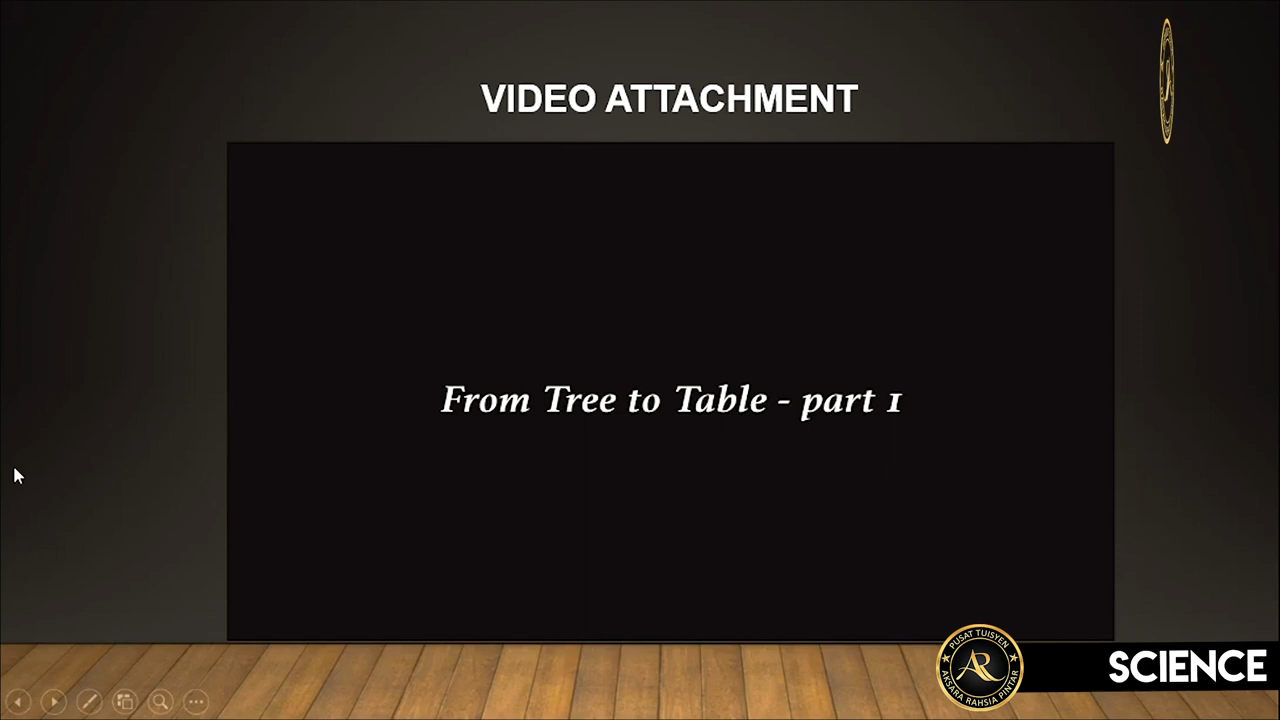 VIDEO ATTACHMENT
From Tree to Table - part 1
PUSAT TUISYEN
AR
AKSARA RAHSIA PINTAR
SCIENCE